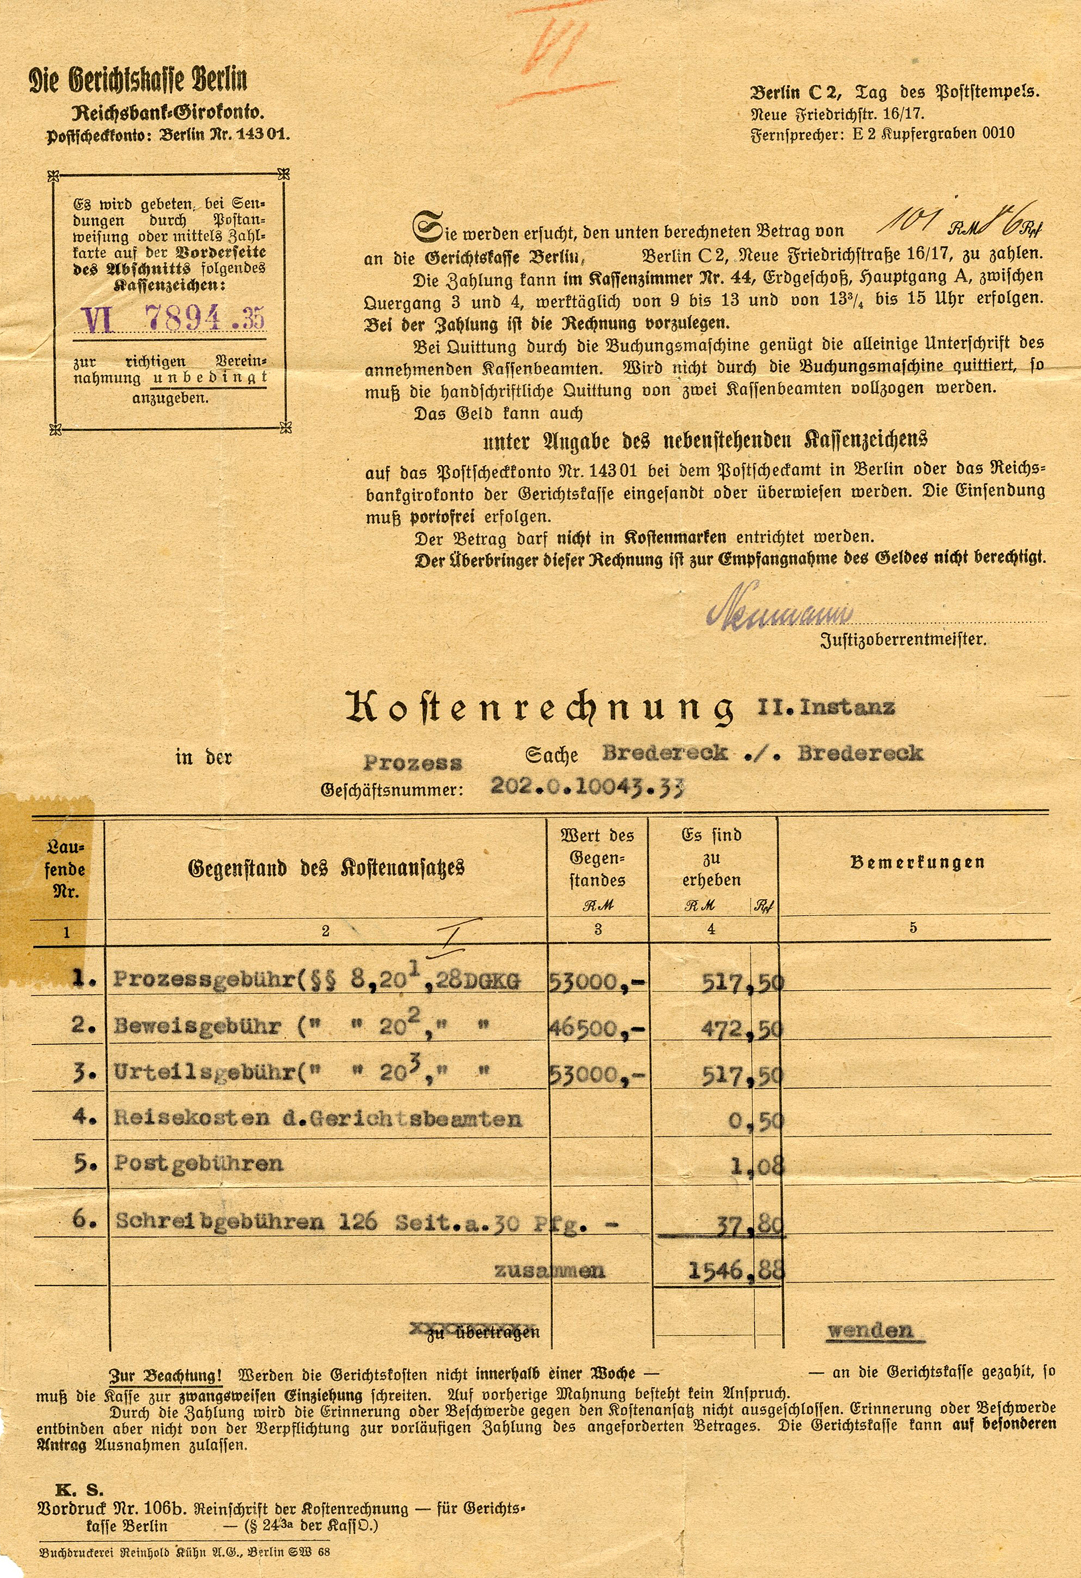 VI
Die Gerichtskasse Berlin
Reichsbank-Girokonto.
Postscheckkonto: Berlin Nr. 143 01.
Berlin C 2, Tag des Poststempels.
Neue Friedrichstr. 16/17.
Fernsprecher: E 2 Kupfergraben 0010
Es wird gebeten, bei Sen-
dungen durch Postan-
weisung oder mittels Zahl-
karte auf der Vorderseite
des Abschnitts folgendes
Kassenzeichen:
VI 7894.35
zur richtigen Verein-
nahmung unbedingt
anzugeben.
Sie werden ersucht, den unten berechneten Betrag von 101 RM 86 Rpf
an die Gerichtskasse Berlin, Berlin C 2, Neue Friedrichstraße 16/17, zu zahlen.
Die Zahlung kann im Kassenzimmer Nr. 44, Erdgeschoß, Hauptgang A, zwischen
Quergang 3 und 4, werktäglich von 9 bis 13 und von 13¾ bis 15 Uhr erfolgen.
Bei der Zahlung ist die Rechnung vorzulegen.
Bei Quittung durch die Buchungsmaschine genügt die alleinige Unterschrift des
annehmenden Kassenbeamten. Wird nicht durch die Buchungsmaschine quittiert, so
muß die handschriftliche Quittung von zwei Kassenbeamten vollzogen werden.
Das Geld kann auch
unter Angabe des nebenstehenden Kassenzeichens
auf das Postscheckkonto Nr. 143 01 bei dem Postscheckamt in Berlin oder das Reichs-
bankgirokonto der Gerichtskasse eingesandt oder überwiesen werden. Die Einsendung
muß portofrei erfolgen.
Der Betrag darf nicht in Kostenmarken entrichtet werden.
Der Überbringer dieser Rechnung ist zur Empfangnahme des Geldes nicht berechtigt.
Neumann
Justizoberrentmeister.
Kostenrechnung II. Instanz
in der Prozess Sache Bredereck ./. Bredereck
Geschäftsnummer: 202.O.10043.33
Lau-
fende
Nr.
Gegenstand des Kostenansatzes
Wert des
Gegen-
standes
RM
Es sind
zu
erheben
RM Rpf
Bemerkungen
1 2 3 4 5
I
1. Prozessgebühr(§§ 8,20¹,28DGKG 53000,- 517,50
2. Beweisgebühr (" " 20²," " 46500,- 472,50
3. Urteilsgebühr(" " 20³," " 53000,- 517,50
4. Reisekosten d.Gerichtsbeamten 0,50
5. Postgebühren 1,08
6. Schreibgebühren 126 Seit.a.30 Pfg. - 37,80
zusammen 1546,88
zu übertragen wenden
Zur Beachtung! Werden die Gerichtskosten nicht innerhalb einer Woche — — an die Gerichtskasse gezahlt, so
muß die Kasse zur zwangsweisen Einziehung schreiten. Auf vorherige Mahnung besteht kein Anspruch.
Durch die Zahlung wird die Erinnerung oder Beschwerde gegen den Kostenansatz nicht ausgeschlossen. Erinnerung oder Beschwerde
entbinden aber nicht von der Verpflichtung zur vorläufigen Zahlung des angeforderten Betrages. Die Gerichtskasse kann auf besonderen
Antrag Ausnahmen zulassen.
K. S.
Vordruck Nr. 106b. Reinschrift der Kostenrechnung — für Gerichts-
kasse Berlin — (§ 24³ᵃ der KassO.)
Buchdruckerei Reinhold Kühn A.G., Berlin SW 68